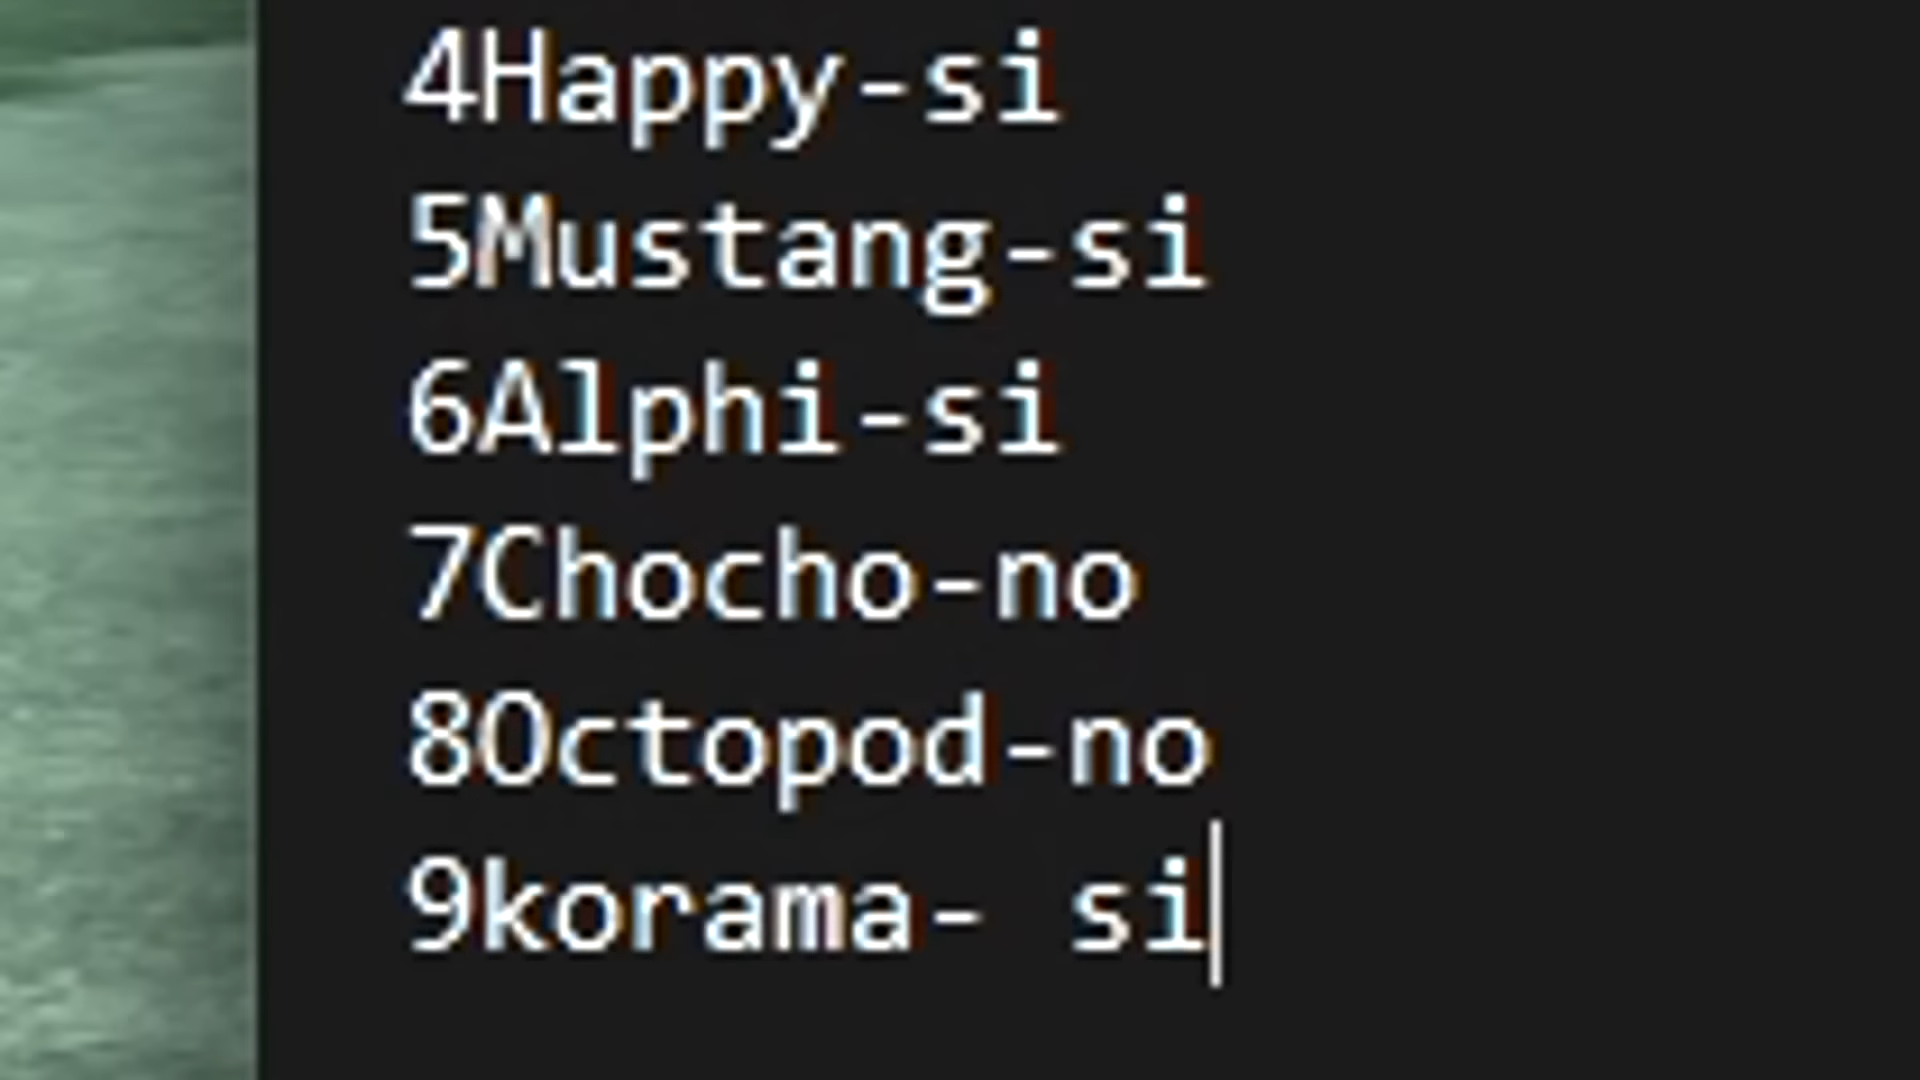 4Happy-si
5Mustang-si
6Alphi-si
7Chocho-no
8Octopod-no
9korama- si